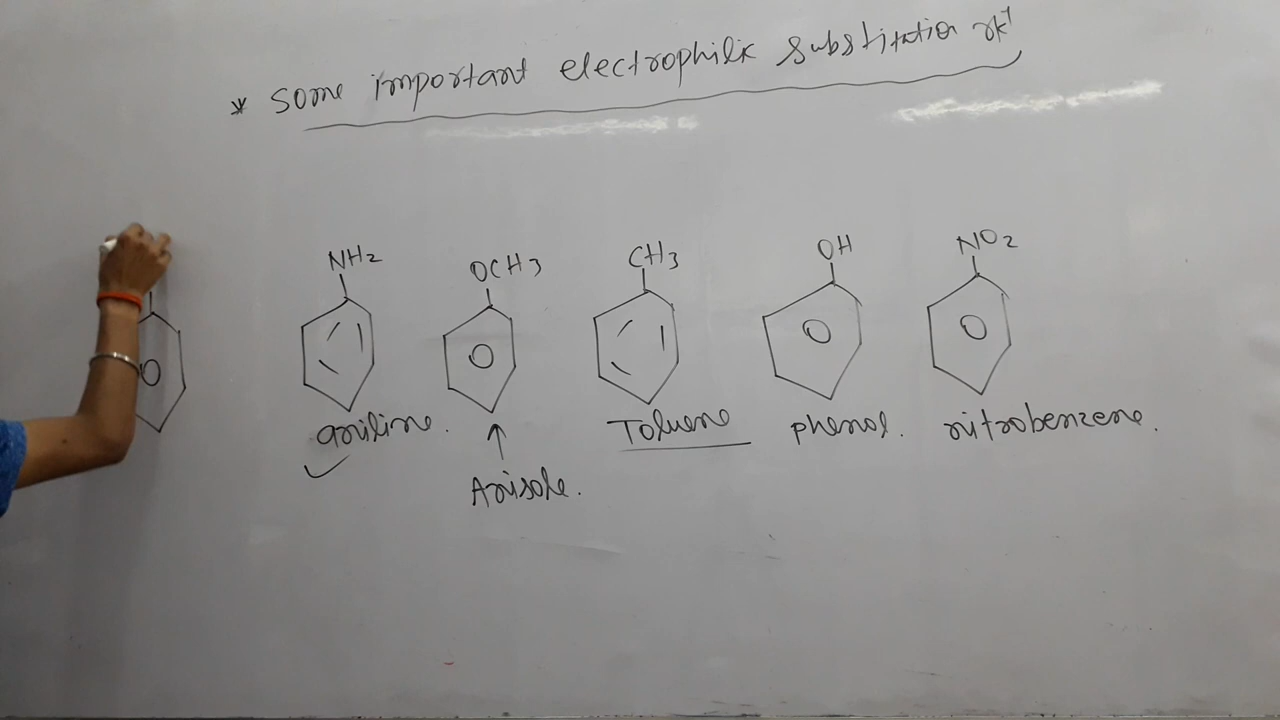 * some important electrophilic substitution rxⁿ
NH2
OCH3
CH3
OH
NO2
aniline.
Anisole.
Toluene
phenol.
nitrobenzene.